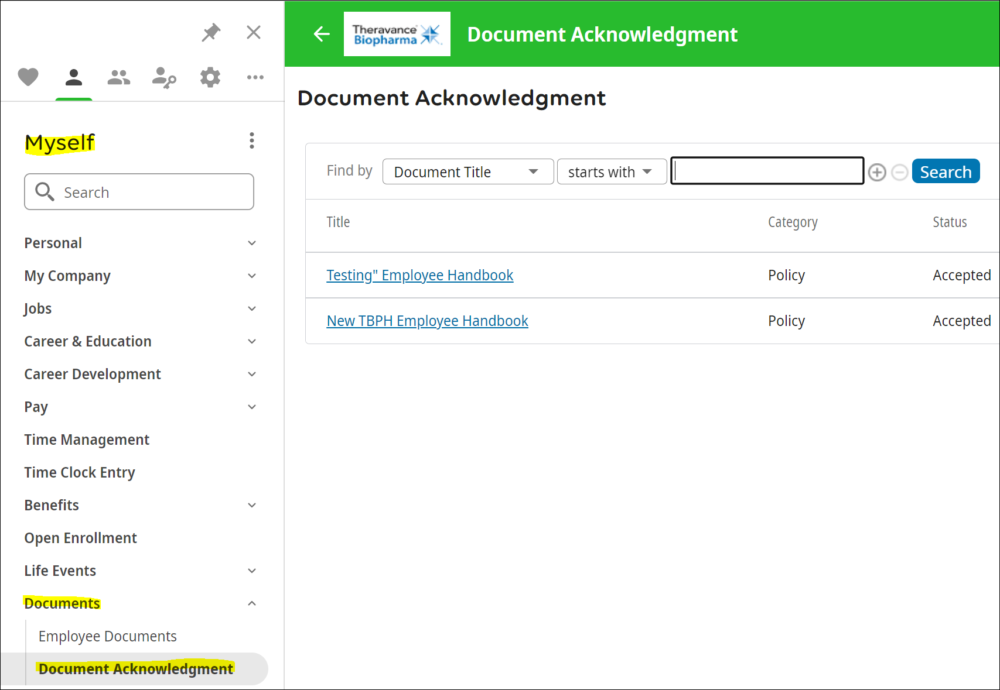 Theravance Biopharma
Document Acknowledgment
Document Acknowledgment
Myself
Search
Personal
My Company
Jobs
Career & Education
Career Development
Pay
Time Management
Time Clock Entry
Benefits
Open Enrollment
Life Events
Documents
Employee Documents
Document Acknowledgment
Find by Document Title starts with Search
Title Category Status
Testing" Employee Handbook Policy Accepted
New TBPH Employee Handbook Policy Accepted